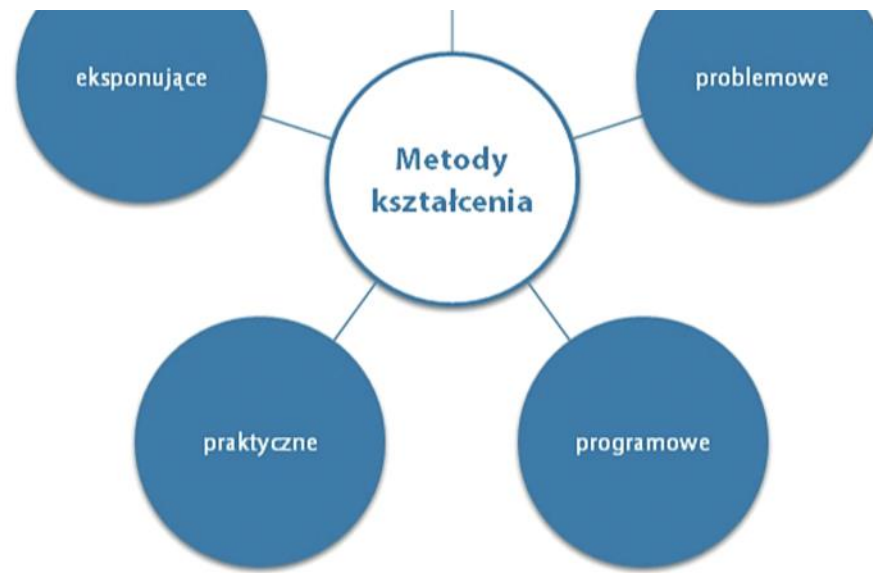 eksponujące
problemowe
Metody
kształcenia
praktyczne
programowe